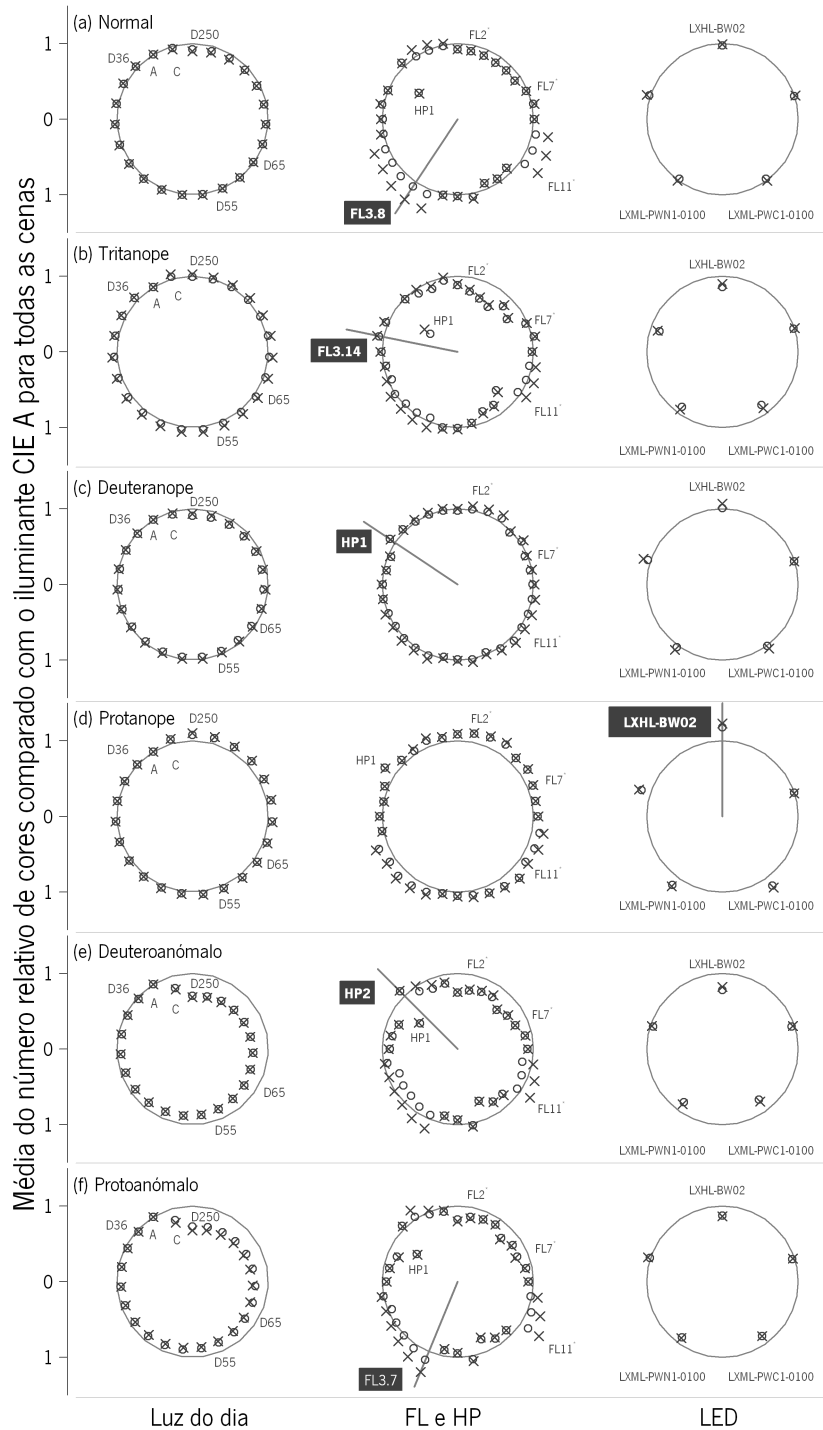 Média do número relativo de cores comparado com o iluminante CIE A para todas as cenas
(a) Normal
1
0
1
D250
D36
A C
D65
D55
FL2
FL7
HP1
FL11
FL3.8
LXHL-BW02
LXML-PWN1-0100 LXML-PWC1-0100
(b) Tritanope
1
0
1
D250
D36
A C
D65
D55
FL2
HP1
FL7
FL3.14
FL11
LXHL-BW02
LXML-PWN1-0100 LXML-PWC1-0100
(c) Deuteranope
1
0
1
D250
D36
A C
D65
D55
FL2
HP1
FL7
FL11
LXHL-BW02
LXML-PWN1-0100 LXML-PWC1-0100
(d) Protanope
1
0
1
D250
D36
A C
D65
D55
FL2
HP1
FL7
FL11
LXHL-BW02
LXML-PWN1-0100 LXML-PWC1-0100
(e) Deuteroanómalo
1
0
1
D250
D36
A C
D65
D55
FL2
HP2
FL7
HP1
FL11
LXHL-BW02
LXML-PWN1-0100 LXML-PWC1-0100
(f) Protoanómalo
1
0
1
D250
D36
A C
D65
D55
FL2
FL7
HP1
FL11
FL3.7
LXHL-BW02
LXML-PWN1-0100 LXML-PWC1-0100
Luz do dia FL e HP LED